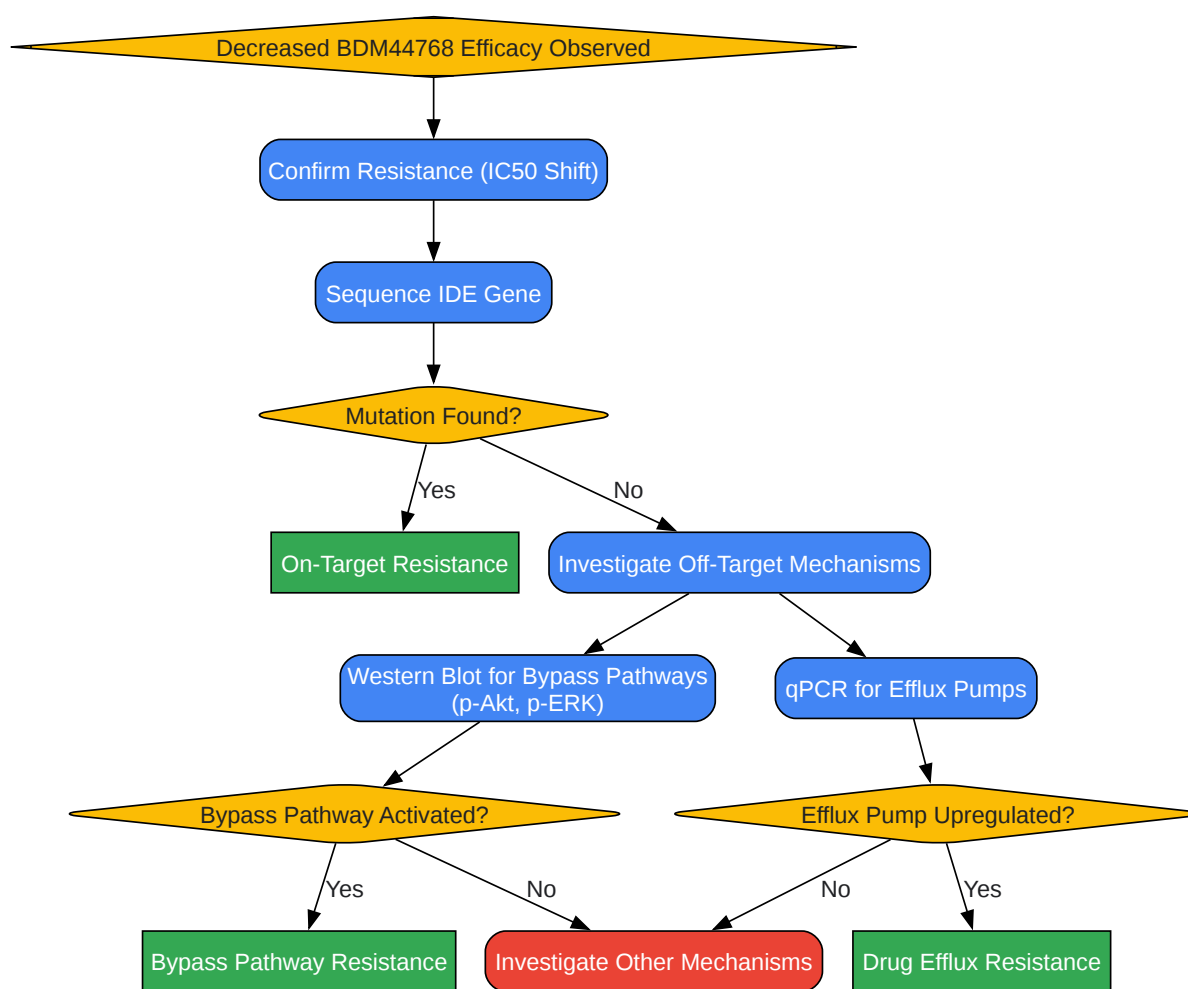 Decreased BDM44768 Efficacy Observed
Confirm Resistance (IC50 Shift)
Sequence IDE Gene
Mutation Found?
Yes
No
On-Target Resistance
Investigate Off-Target Mechanisms
Western Blot for Bypass Pathways
(p-Akt, p-ERK)
qPCR for Efflux Pumps
Bypass Pathway Activated?
Efflux Pump Upregulated?
Yes
No
No
Yes
Bypass Pathway Resistance
Investigate Other Mechanisms
Drug Efflux Resistance